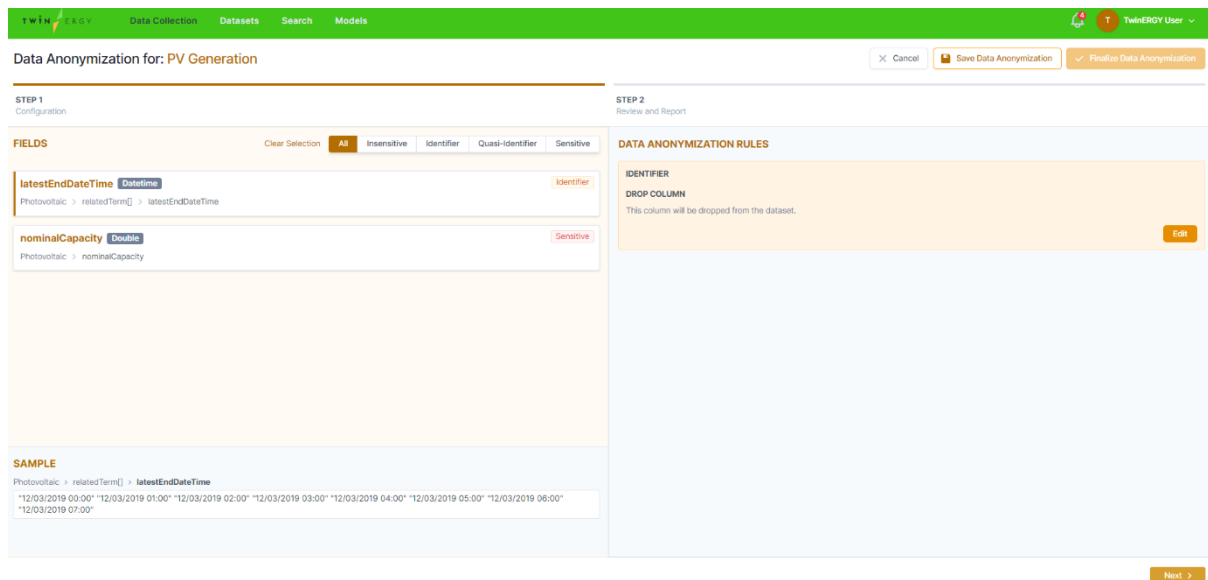 TWIN ERGY Data Collection Datasets Search Models 4 T TwinERGY User
Data Anonymization for: PV Generation Cancel Save Data Anonymization Finalize Data Anonymization
STEP 1
Configuration
STEP 2
Review and Report
FIELDS Clear Selection All Insensitive Identifier Quasi-Identifier Sensitive
latestEndDateTime Datetime Identifier
Photovoltaic > relatedTerm[] > latestEndDateTime
nominalCapacity Double Sensitive
Photovoltaic > nominalCapacity
SAMPLE
Photovoltaic > relatedTerm[] > latestEndDateTime
"12/03/2019 00:00" "12/03/2019 01:00" "12/03/2019 02:00" "12/03/2019 03:00" "12/03/2019 04:00" "12/03/2019 05:00" "12/03/2019 06:00"
"12/03/2019 07:00"
DATA ANONYMIZATION RULES
IDENTIFIER
DROP COLUMN
This column will be dropped from the dataset.
Edit
Next >